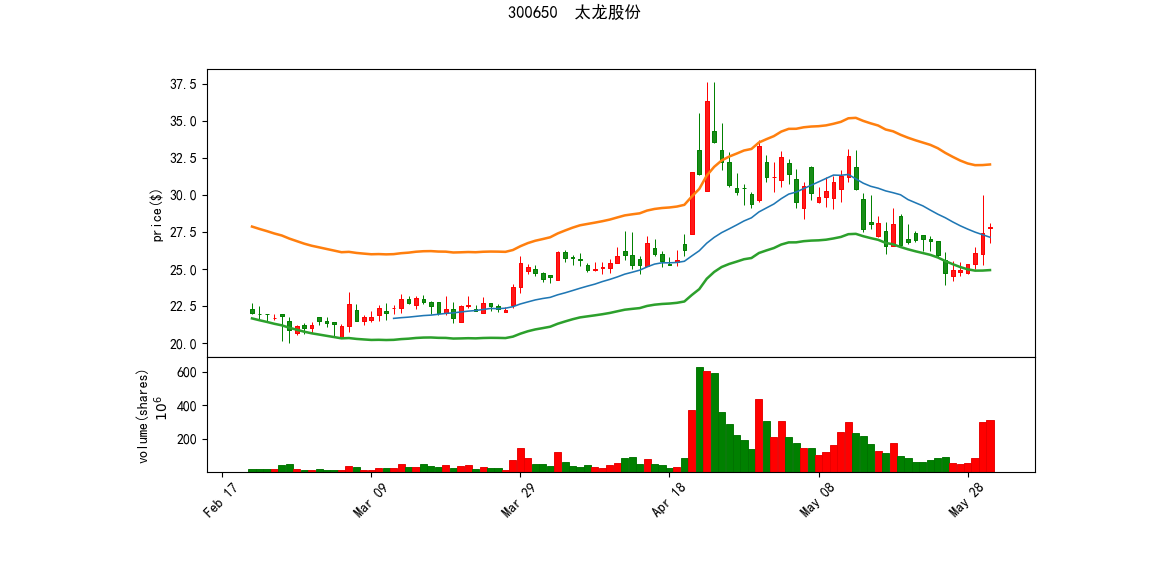 300650 太龙股份
37.5
35.0
32.5
30.0
27.5
25.0
22.5
20.0
price($)
600
400
200
volume(shares)
10^6
Feb 17
Mar 09
Mar 29
Apr 18
May 08
May 28